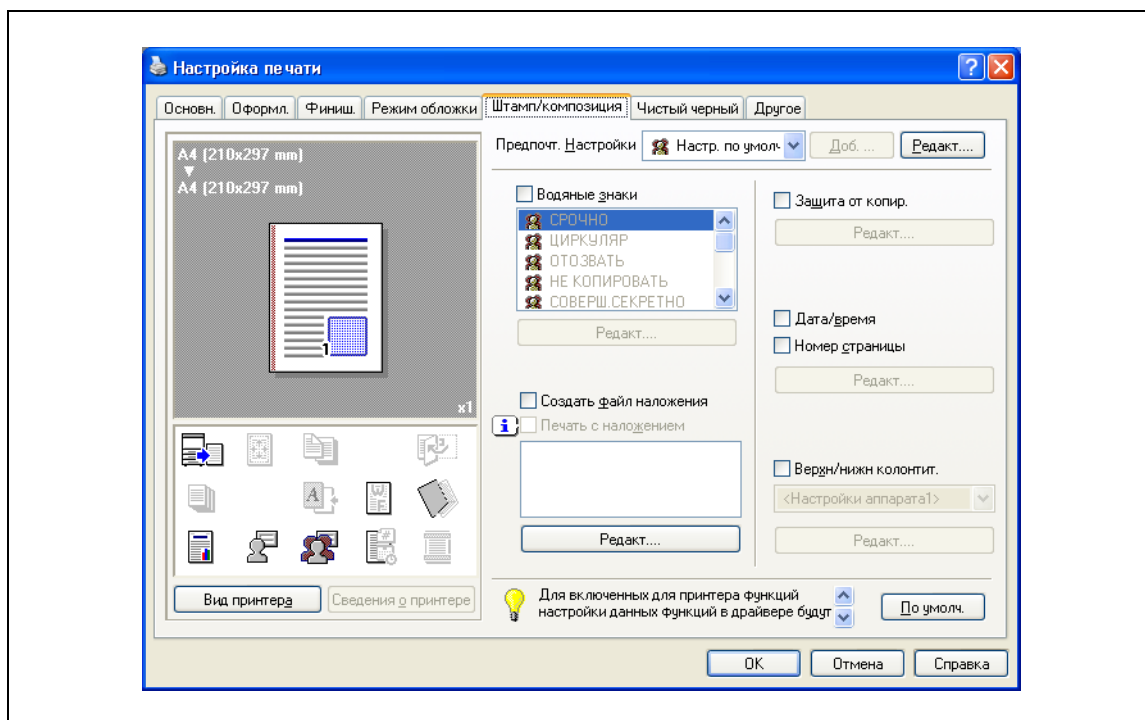 Настройка печати
Основн. Оформл. Финиш. Режим обложки Штамп/композиция Чистый черный Другое
A4 (210x297 mm)
A4 (210x297 mm)
1
x1
Вид принтера Сведения о принтере
Предпочт. Настройки Настр. по умолч Доб. ... Редакт....
Водяные знаки
СРОЧНО
ЦИРКУЛЯР
ОТОЗВАТЬ
НЕ КОПИРОВАТЬ
СОВЕРШ.СЕКРЕТНО
Редакт....
Создать файл наложения
Печать с наложением
Редакт....
Защита от копир.
Редакт....
Дата/время
Номер страницы
Редакт....
Верхн/нижн колонтит.
<Настройки аппарата1>
Редакт....
Для включенных для принтера функций
настройки данных функций в драйвере будут
По умолч.
OK Отмена Справка